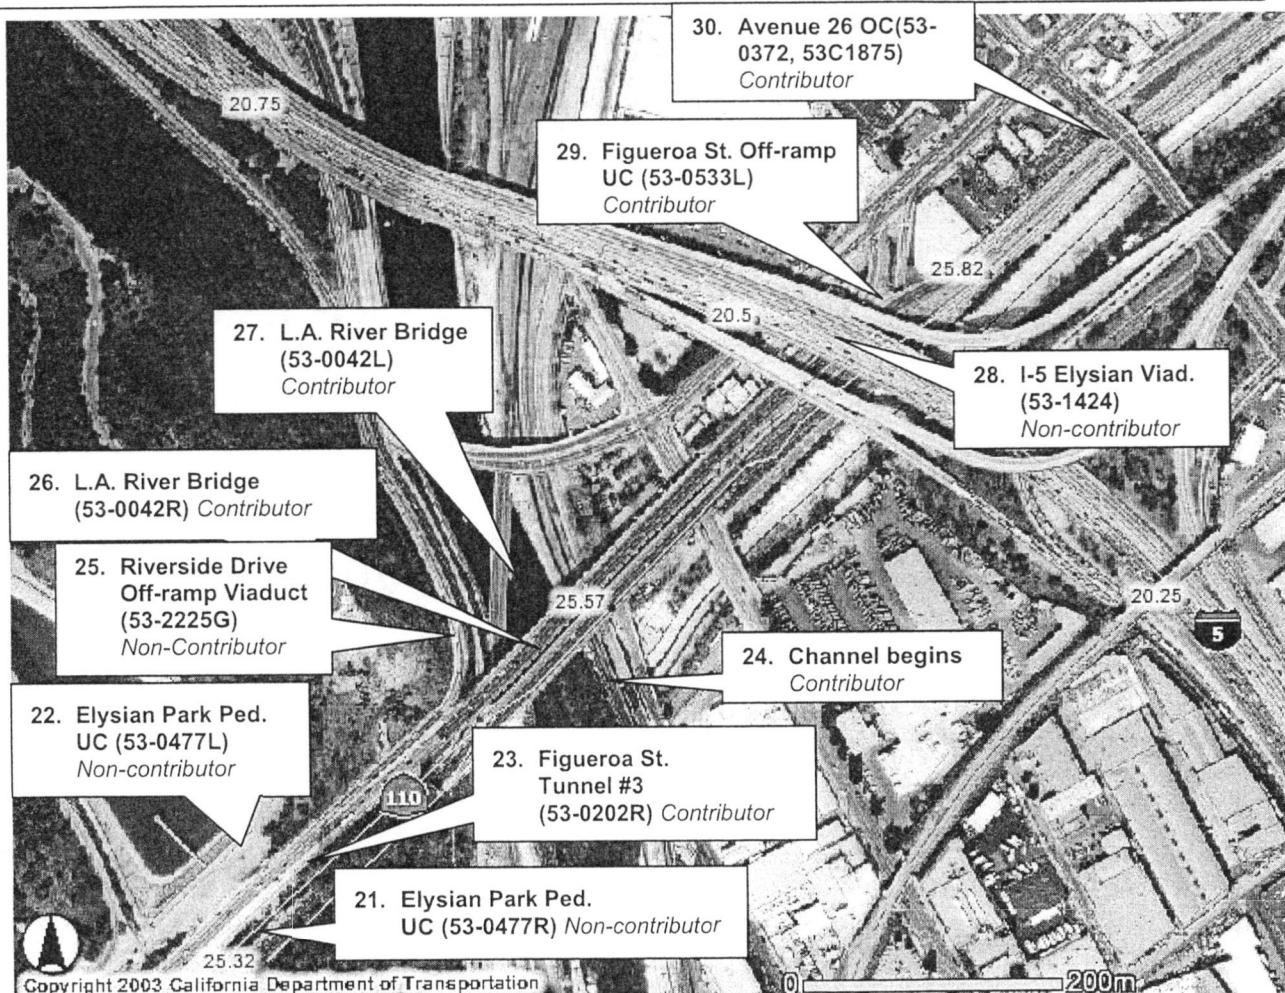 30. Avenue 26 OC(53-
0372, 53C1875)
Contributor
20.75
29. Figueroa St. Off-ramp
UC (53-0533L)
Contributor
25.82
27. L.A. River Bridge
(53-0042L)
Contributor
20.5
28. I-5 Elysian Viad.
(53-1424)
Non-contributor
26. L.A. River Bridge
(53-0042R) Contributor
25. Riverside Drive
Off-ramp Viaduct
(53-2225G)
Non-Contributor
25.57
20.25
5
24. Channel begins
Contributor
22. Elysian Park Ped.
UC (53-0477L)
Non-contributor
23. Figueroa St.
Tunnel #3
(53-0202R) Contributor
110
21. Elysian Park Ped.
UC (53-0477R) Non-contributor
25.32
Copyright 2003 California Department of Transportation
0 200m